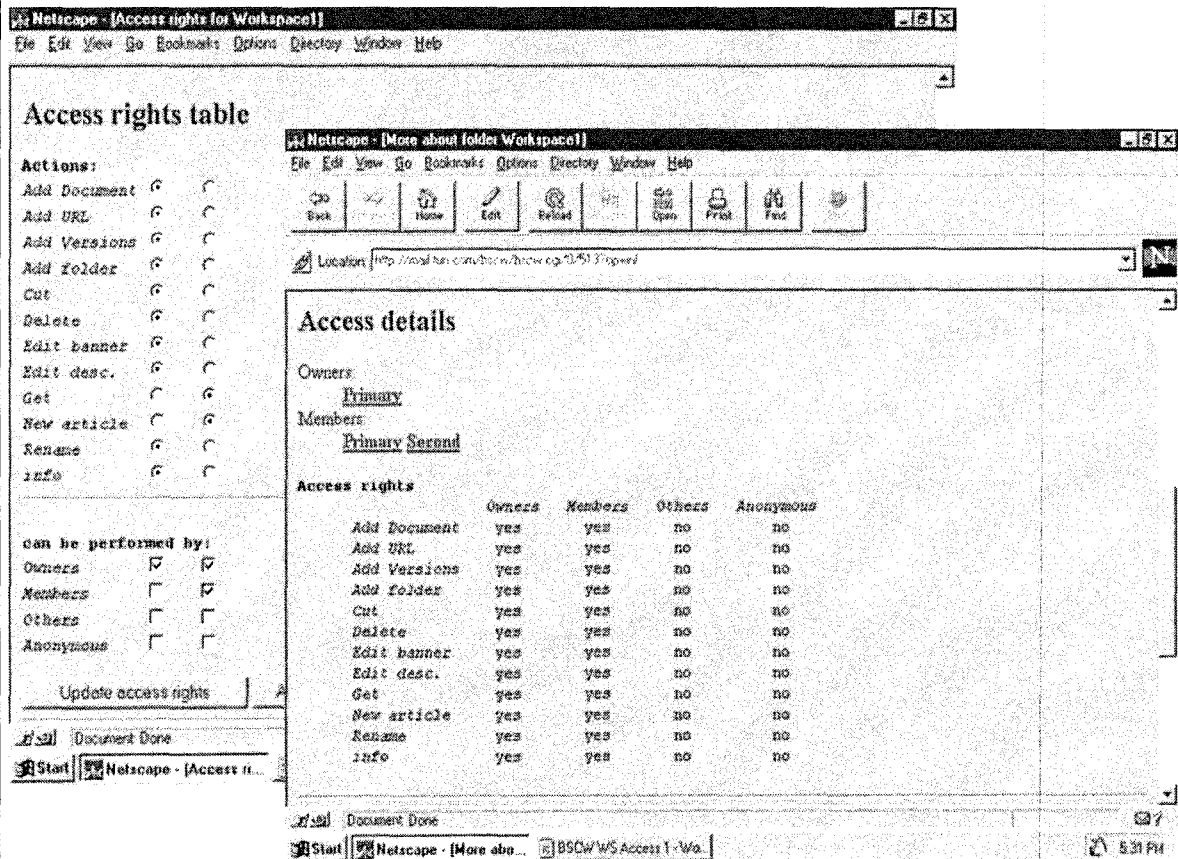 Netscape - [Access rights for Workspace1]
File Edit View Go Bookmarks Options Directory Window Help
Access rights table
Actions:
Add Document
Add URL
Add Versions
Add folder
Cut
Delete
Edit banner
Edit desc.
Get
New article
Rename
info
can be performed by:
Owners
Members
Others
Anonymous
Update access rights
A
Document Done
Start Netscape - [Access ri...
Netscape - [More about folder Workspace1]
File Edit View Go Bookmarks Options Directory Window Help
Back Home Edit Reload Open Print Find
Location:
Access details
Owners:
Primary
Members:
Primary Second
Access rights
Owners Members Others Anonymous
Add Document yes yes no no
Add URL yes yes no no
Add Versions yes yes no no
Add folder yes yes no no
Cut yes yes no no
Delete yes yes no no
Edit banner yes yes no no
Edit desc. yes yes no no
Get yes yes no no
New article yes yes no no
Rename yes yes no no
info yes yes no no
Document Done
Start Netscape - [More abo... BSCW WS Access 1 - Wo... 5:31 PM